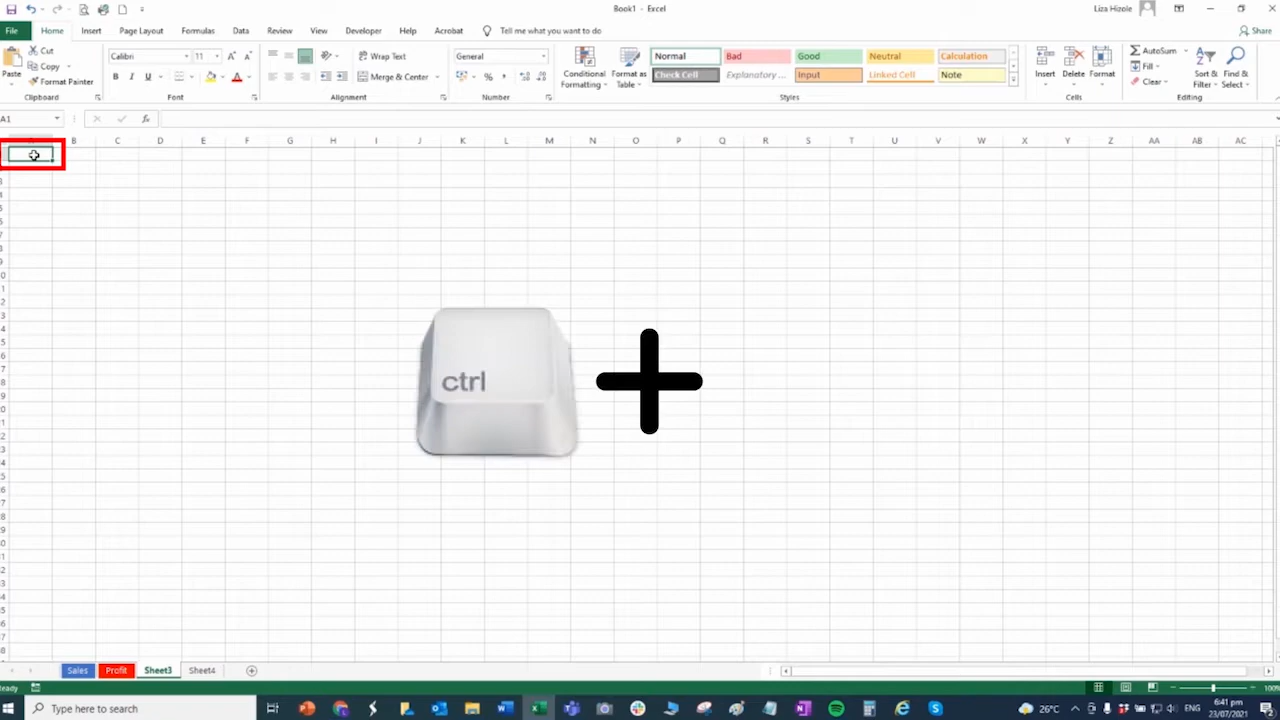 Book1 - Excel
Liza Hizole
File Home Insert Page Layout Formulas Data Review View Developer Help Acrobat Tell me what you want to do Share
Paste
Cut
Copy
Format Painter
Clipboard
Calibri 11
B I U
Font
Wrap Text
Merge & Center
Alignment
General
%
Number
Conditional Formatting
Format as Table
Normal Bad Good Neutral Calculation
Check Cell Explanatory ... Input Linked Cell Note
Styles
Insert Delete Format
Cells
AutoSum
Fill
Clear
Sort & Filter
Find & Select
Editing
A1 fx
B C D E F G H I J K L M N O P Q R S T U V W X Y Z AA AB AC
ctrl
Sales Profit Sheet3 Sheet4
100%
Type here to search
26°C
6:41 pm
23/07/2021